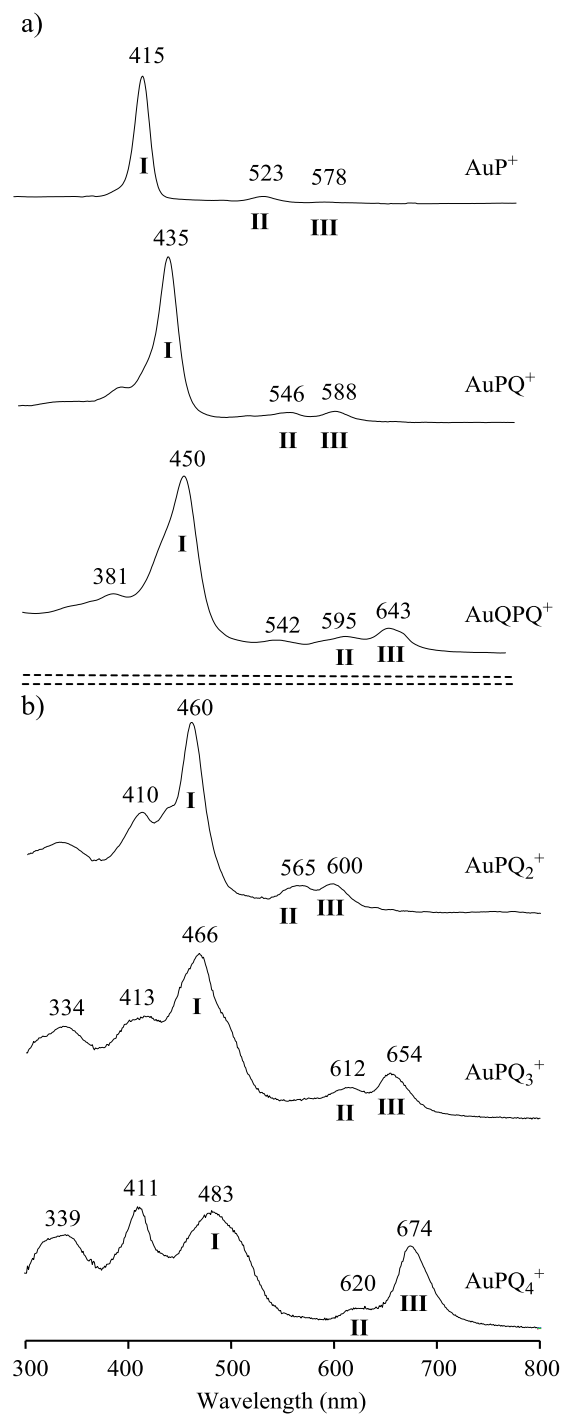 a)
415
I
523
578
AuP⁺
II
III
435
I
546
588
AuPQ⁺
II
III
450
I
381
542
595
643
AuQPQ⁺
II
III
b)
460
I
410
565
600
AuPQ₂⁺
II
III
466
I
334
413
612
654
AuPQ₃⁺
II
III
339
411
483
I
620
674
AuPQ₄⁺
II
III
300 400 500 600 700 800
Wavelength (nm)